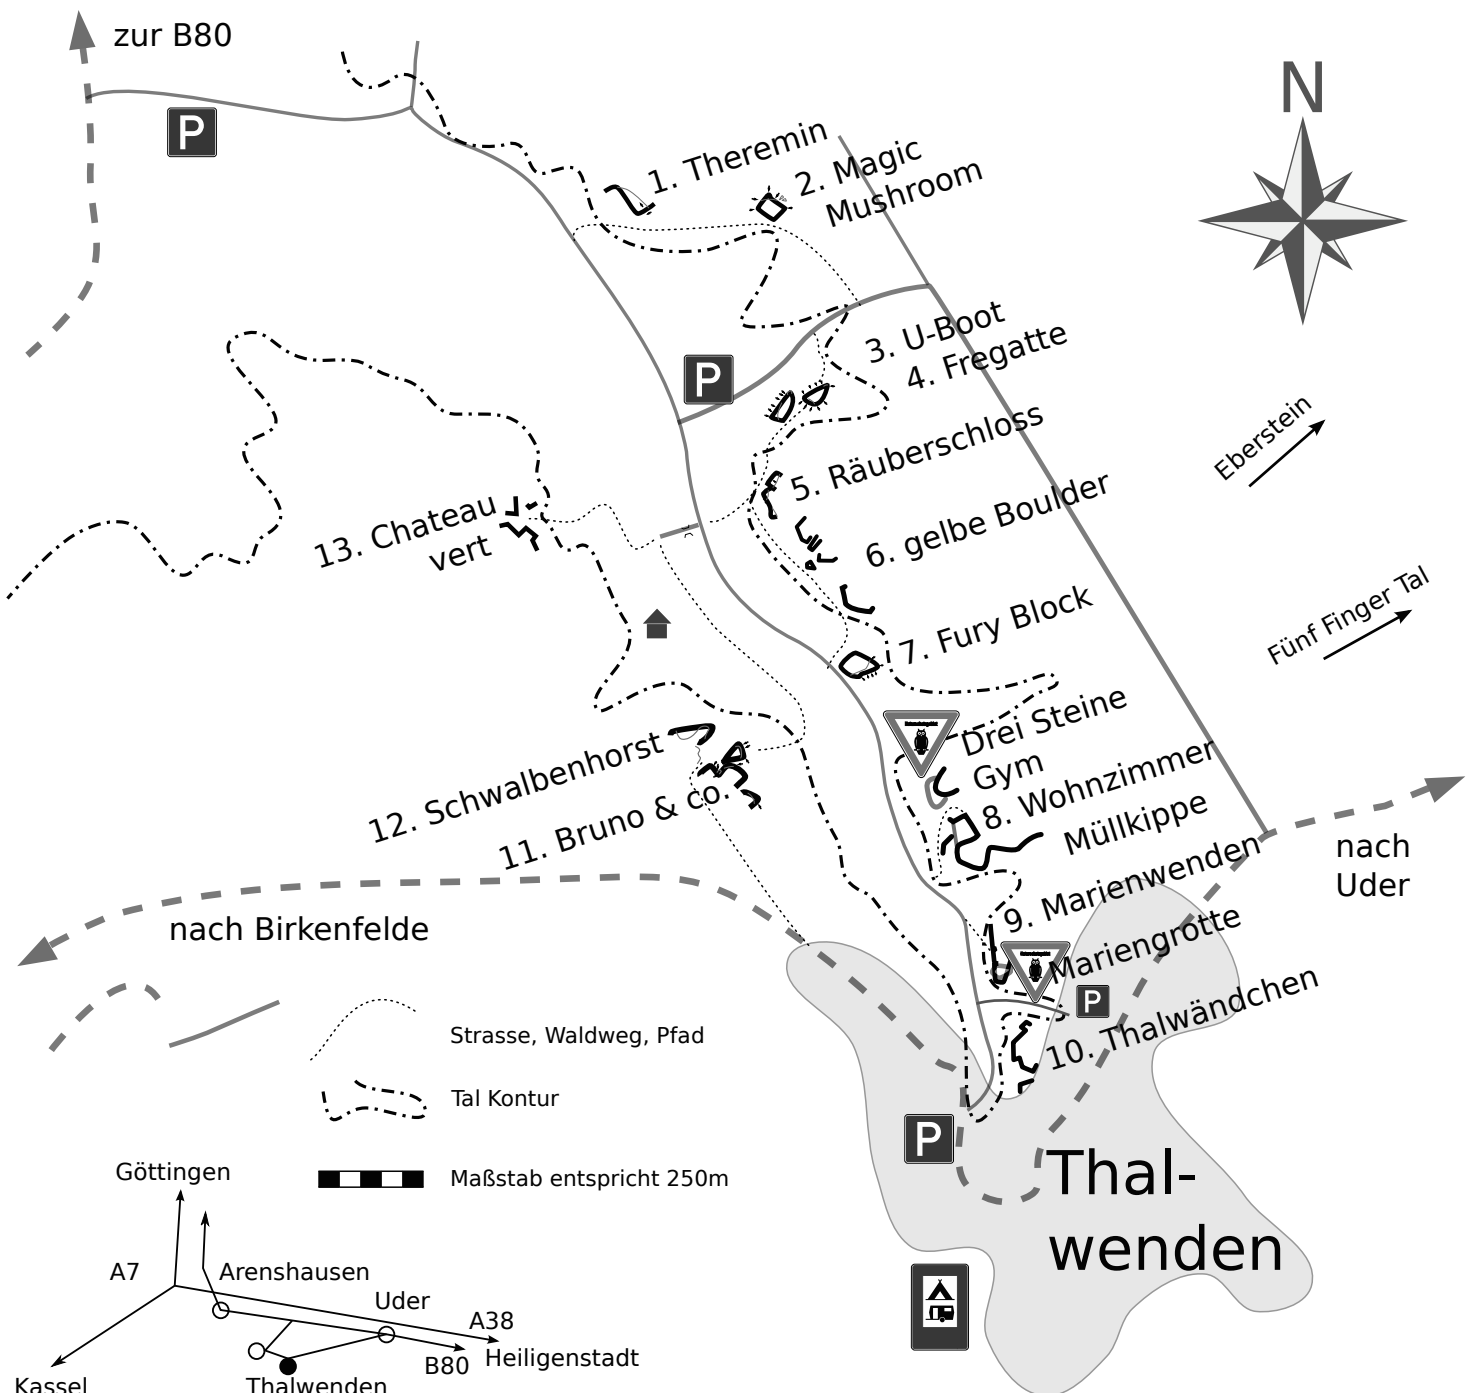 zur B80
P
N
1. Theremin
2. Magic
Mushroom
3. U-Boot
4. Fregatte
P
Eberstein
5. Räuberschloss
6. gelbe Boulder
13. Chateau
vert
Fünf Finger Tal
7. Fury Block
Drei Steine
Gym
12. Schwalbenhorst
8. Wohnzimmer
11. Bruno & co.
Müllkippe
nach
Uder
9. Marienwenden
nach Birkenfelde
Mariengrotte
P
10. Thalwändchen
Strasse, Waldweg, Pfad
Tal Kontur
P
Maßstab entspricht 250m
Thal-
wenden
Göttingen
A7
Arenshausen
Uder
A38
B80
Heiligenstadt
Kassel
Thalwenden